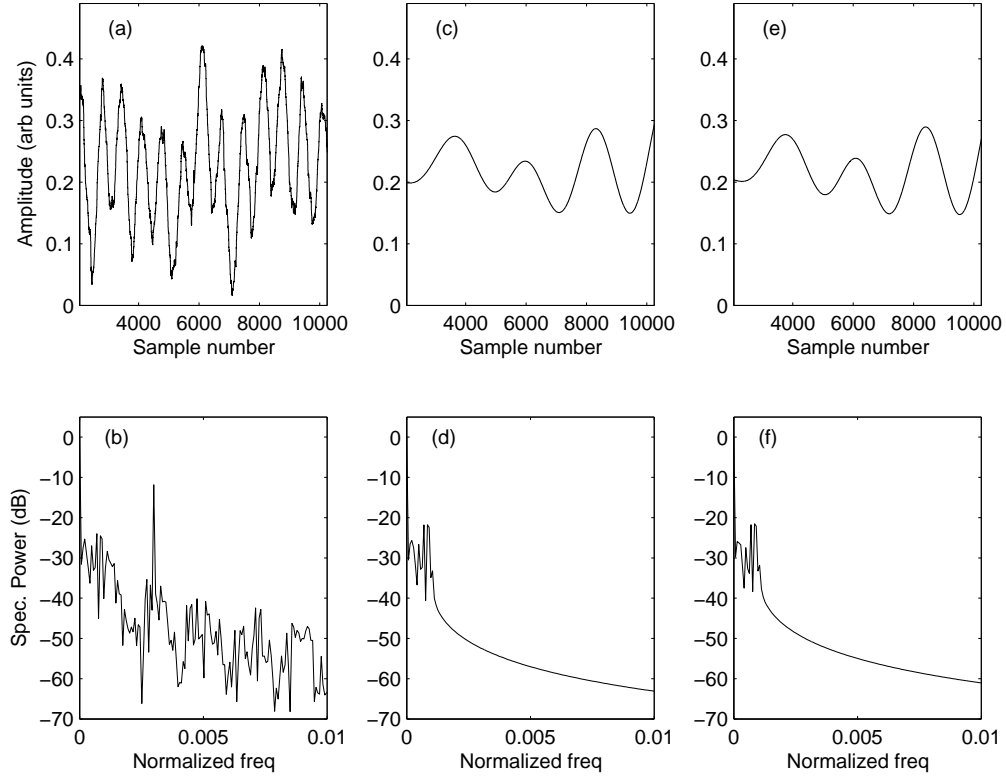 (a)
(c)
(e)
Amplitude (arb units)
0.4
0.3
0.2
0.1
0
0.4
0.3
0.2
0.1
0
0.4
0.3
0.2
0.1
0
4000 6000 8000 10000
4000 6000 8000 10000
4000 6000 8000 10000
Sample number
Sample number
Sample number
(b)
(d)
(f)
Spec. Power (dB)
0
−10
−20
−30
−40
−50
−60
−70
0
−10
−20
−30
−40
−50
−60
−70
0
−10
−20
−30
−40
−50
−60
−70
0 0.005 0.01
0 0.005 0.01
0 0.005 0.01
Normalized freq
Normalized freq
Normalized freq